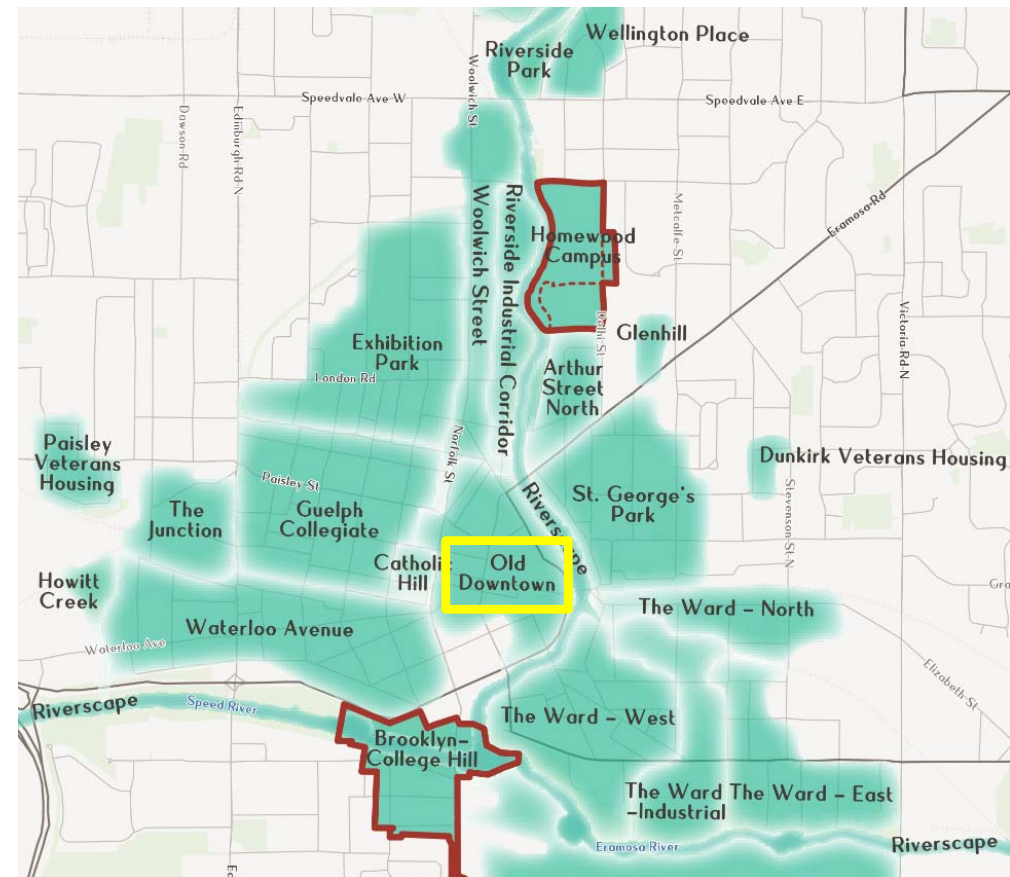 Wellington Place
Riverside
Park
Woolwich St
Speedvale Ave W
Speedvale Ave E
Dawson Rd
Edinburgh Rd N
Metcalfe St
Eramosa Rd
Woolwich Street
Riverside Industrial Corridor
Homewood
Campus
Delhi St
Glenhill
Victoria Rd N
Exhibition
Park
London Rd
Arthur
Street
North
Norfolk St
Paisley
Veterans
Housing
Paisley St
The
Junction
Guelph
Collegiate
Riverscape
St. George's
Park
Dunkirk Veterans Housing
Stevenson St N
Catholic
Hill
Old
Downtown
Howitt
Creek
Gra
The Ward - North
Waterloo Avenue
Waterloo Ave
Elizabeth St
Riverscape
Speed River
The Ward - West
Brooklyn-
College Hill
The Ward
-Industrial
The Ward - East
Eramosa River
Riverscape
Ed